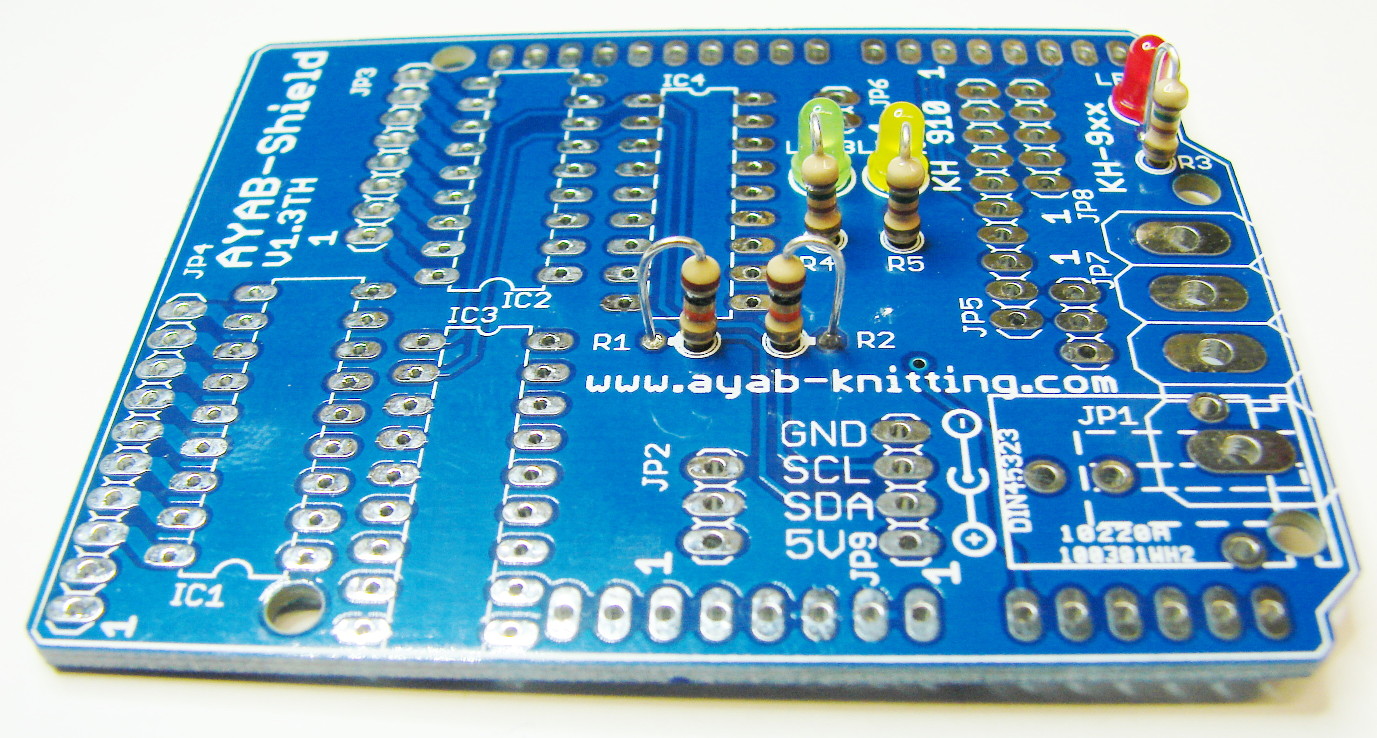 AYAB-Shield
V1.3TH
JP3
1
JP4
1
IC1
IC2
IC3
IC4
JP6
KH 910 1
KH-9xx
R3
R4
R5
JP8
1
JP7
1
JP5
R1
R2
www.ayab-knitting.com
JP2
1
GND
SCL
SDA
5V
JP9
1
-
+
DIN45323
JP1
10220A
100301WH2